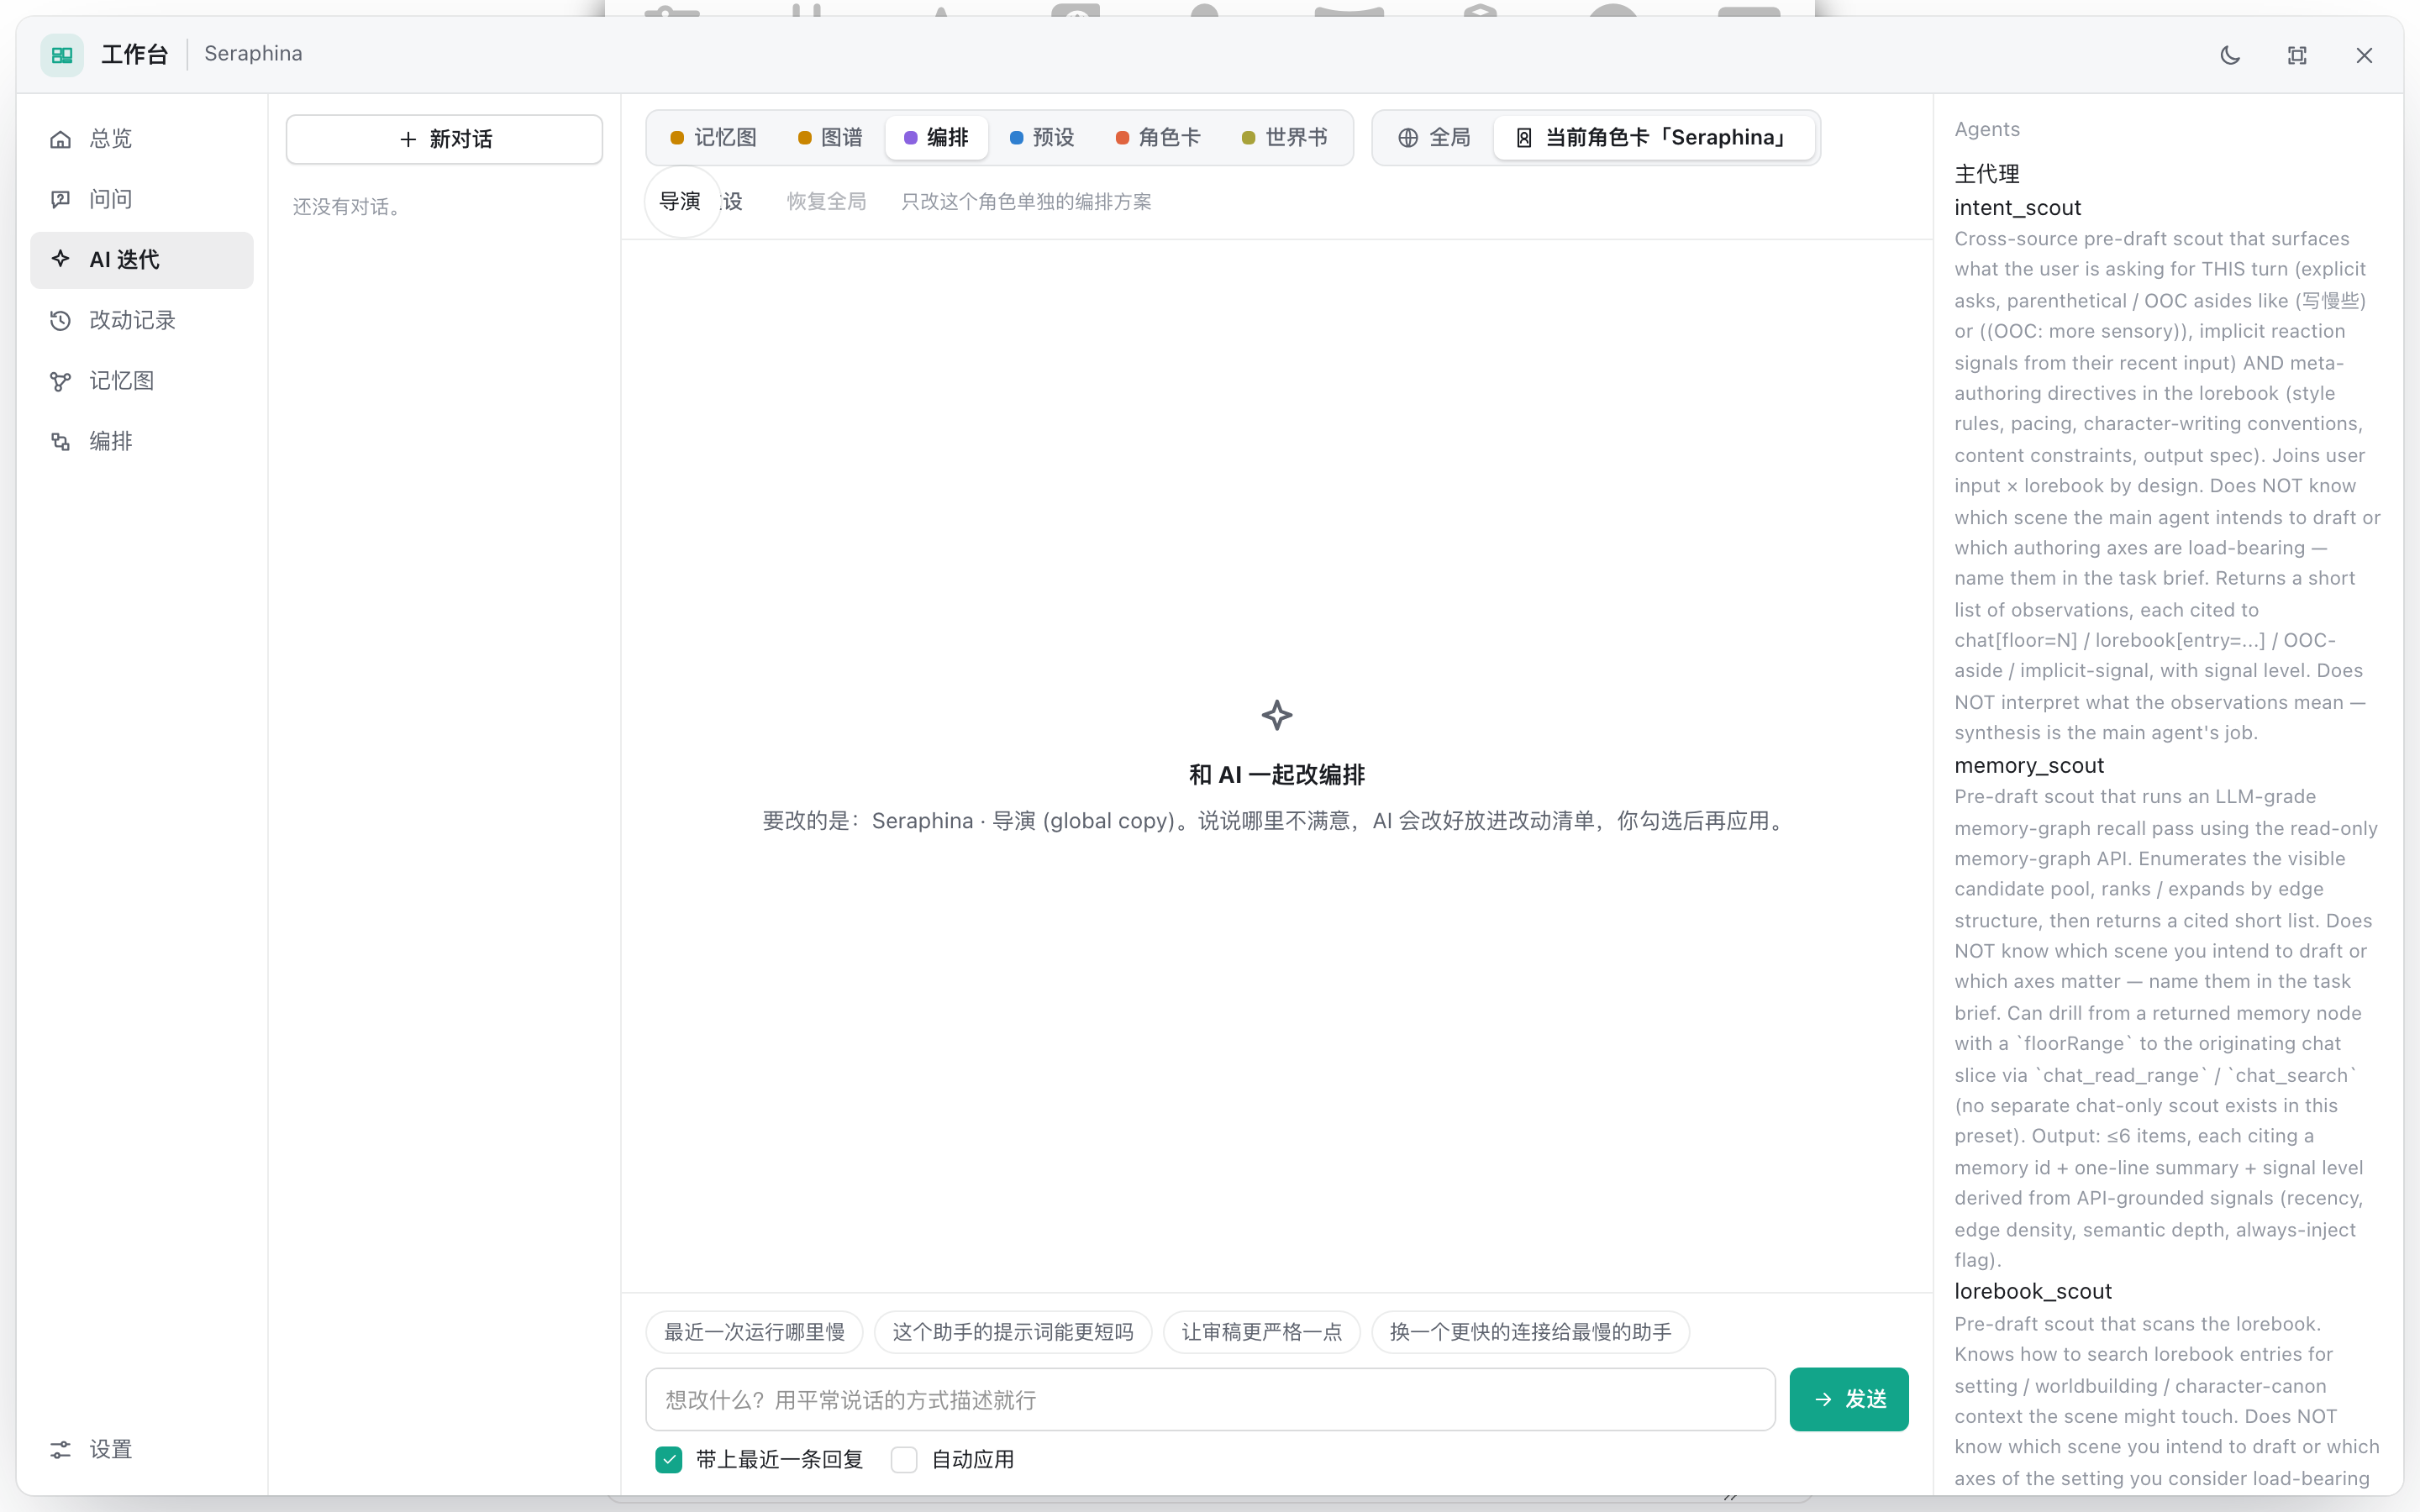 工作台
Seraphina
总览
问问
AI 迭代
改动记录
记忆图
编排
设置
新对话
还没有对话。
记忆图
图谱
编排
预设
角色卡
世界书
全局
当前角色卡「Seraphina」
导演
设
恢复全局
只改这个角色单独的编排方案
和 AI 一起改编排
要改的是：Seraphina · 导演 (global copy)。说说哪里不满意，AI 会改好放进改动清单，你勾选后再应用。
最近一次运行哪里慢
这个助手的提示词能更短吗
让审稿更严格一点
换一个更快的连接给最慢的助手
想改什么？用平常说话的方式描述就行
发送
带上最近一条回复
自动应用
Agents
主代理
intent_scout
Cross-source pre-draft scout that surfaces
what the user is asking for THIS turn (explicit
asks, parenthetical / OOC asides like (写慢些)
or ((OOC: more sensory)), implicit reaction
signals from their recent input) AND meta-
authoring directives in the lorebook (style
rules, pacing, character-writing conventions,
content constraints, output spec). Joins user
input × lorebook by design. Does NOT know
which scene the main agent intends to draft or
which authoring axes are load-bearing —
name them in the task brief. Returns a short
list of observations, each cited to
chat[floor=N] / lorebook[entry=...] / OOC-
aside / implicit-signal, with signal level. Does
NOT interpret what the observations mean —
synthesis is the main agent's job.
memory_scout
Pre-draft scout that runs an LLM-grade
memory-graph recall pass using the read-only
memory-graph API. Enumerates the visible
candidate pool, ranks / expands by edge
structure, then returns a cited short list. Does
NOT know which scene you intend to draft or
which axes matter — name them in the task
brief. Can drill from a returned memory node
with a `floorRange` to the originating chat
slice via `chat_read_range` / `chat_search`
(no separate chat-only scout exists in this
preset). Output: ≤6 items, each citing a
memory id + one-line summary + signal level
derived from API-grounded signals (recency,
edge density, semantic depth, always-inject
flag).
lorebook_scout
Pre-draft scout that scans the lorebook.
Knows how to search lorebook entries for
setting / worldbuilding / character-canon
context the scene might touch. Does NOT
know which scene you intend to draft or which
axes of the setting you consider load-bearing